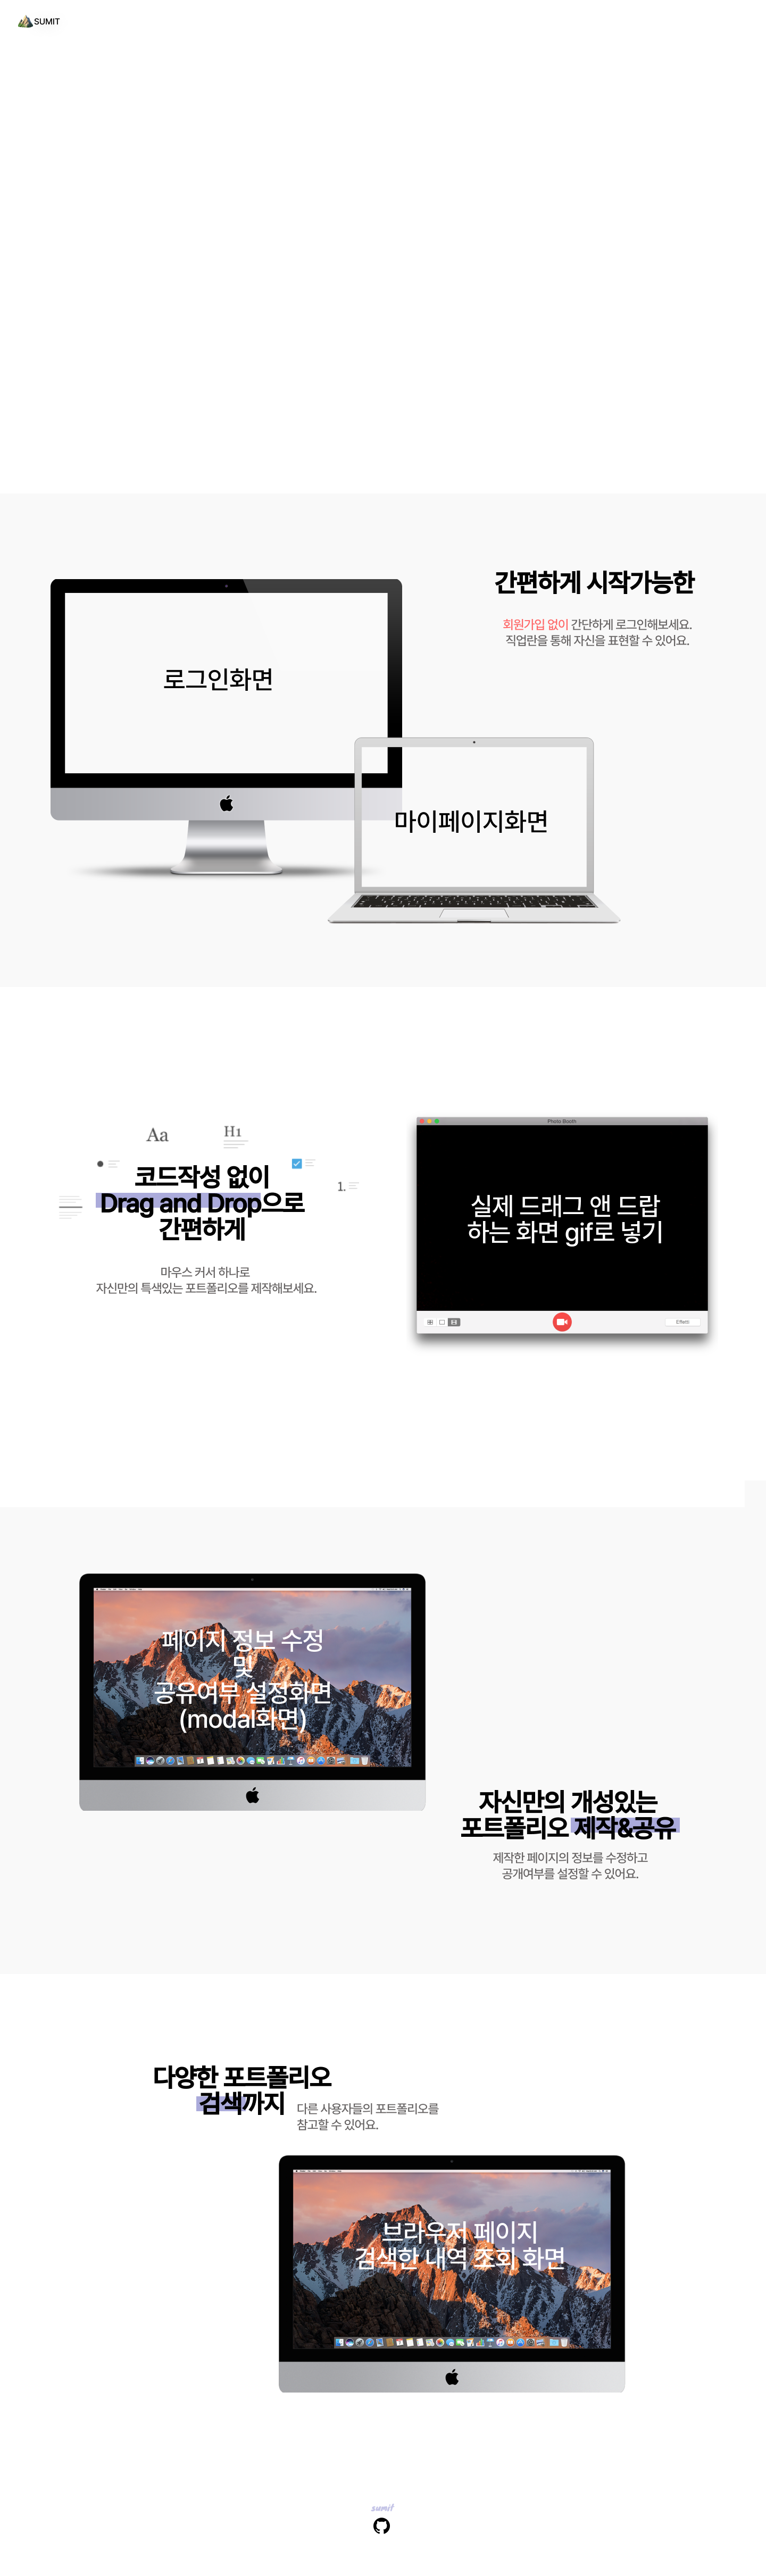 SUMIT
간편하게 시작가능한
회원가입 없이 간단하게 로그인해보세요.
직업란을 통해 자신을 표현할 수 있어요.
로그인화면
마이페이지화면
Aa
H1
코드작성 없이
Drag and Drop으로
간편하게
1.
마우스 커서 하나로
자신만의 특색있는 포트폴리오를 제작해보세요.
Photo Booth
실제 드래그 앤 드랍
하는 화면 gif로 넣기
Effetti
페이지 정보 수정
및
공유여부 설정화면
(modal화면)
자신만의 개성있는
포트폴리오 제작&공유
제작한 페이지의 정보를 수정하고
공개여부를 설정할 수 있어요.
다양한 포트폴리오
검색까지
다른 사용자들의 포트폴리오를
참고할 수 있어요.
브라우저 페이지
검색한 내역 조회 화면
sumit